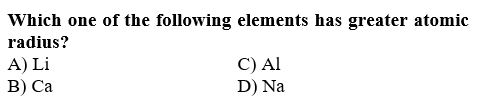 Which one of the following elements has greater atomic
radius?
A) Li C) Al
B) Ca D) Na